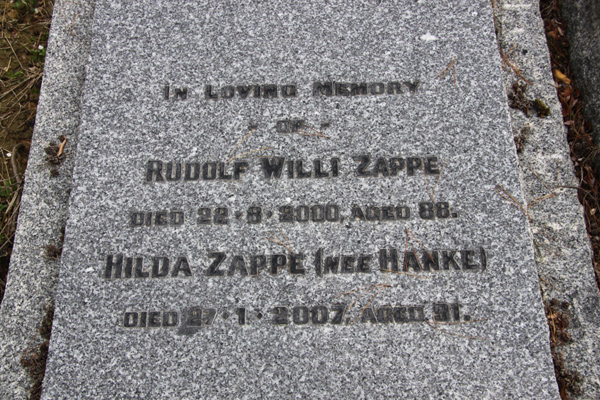 IN LOVING MEMORY
- OF -
RUDOLF WILLI ZAPPE
DIED 22·8·2000, AGED 88.
HILDA ZAPPE (NEE HANKE)
DIED 27·1·2007, AGED 91.